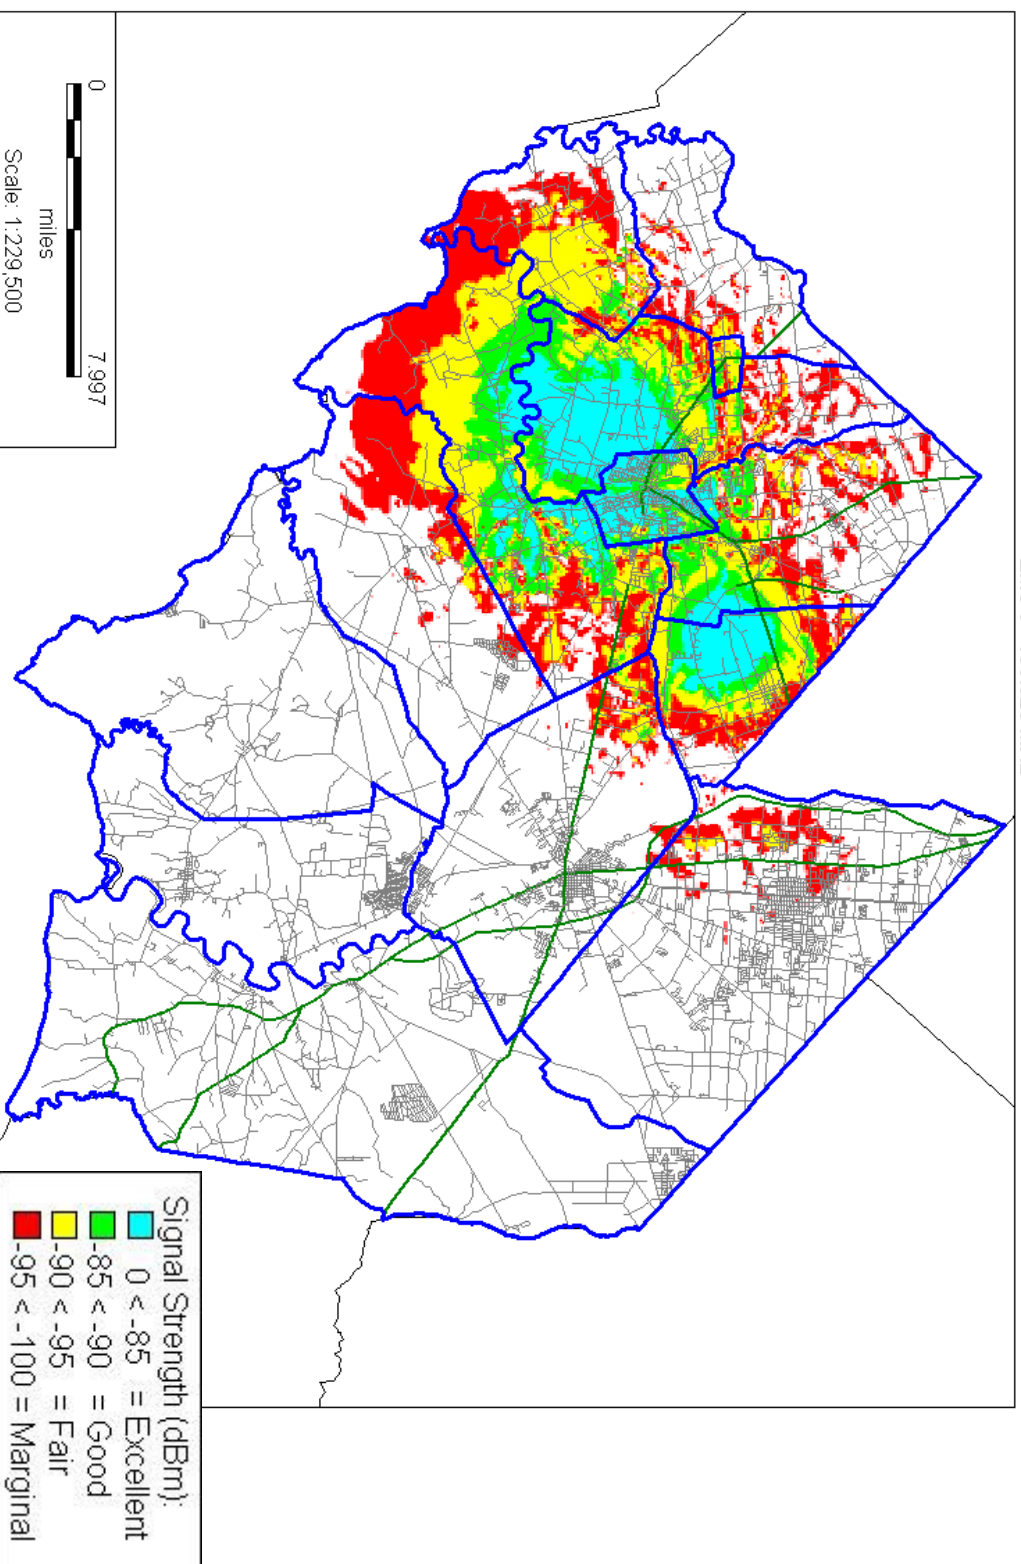 0
7.997
miles
Scale: 1:229,500
Signal Strength (dBm):
0 < -85 = Excellent
-85 < -90 = Good
-90 < -95 = Fair
-95 < -100 = Marginal